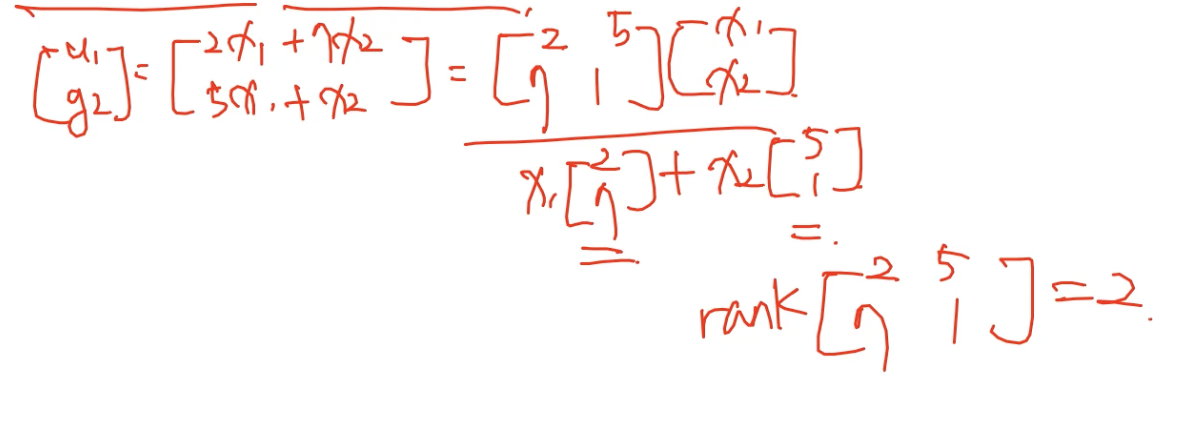 [y₁ y₂] = [2x₁ + 7x₂ 5x₁ + x₂] = [2 5 7 1] [x₁ x₂]
x₁ [2 7] + x₂ [5 1]
=.
rank [2 5 7 1] = 2.